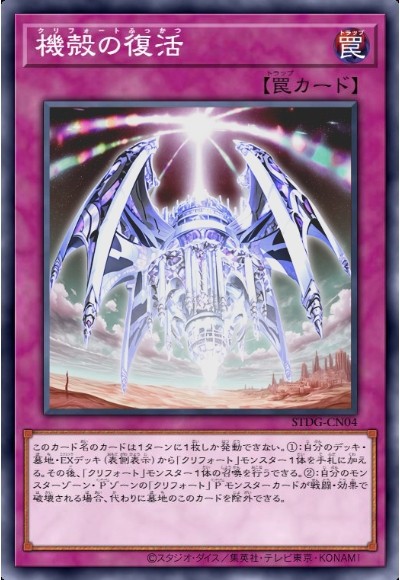 クリフォートふっかつ
機殻の復活
トラップ
罠
トラップ
【罠カード】
STDG-CN04
このカード名のカードは1ターンに1枚しか発動できない。①：自分のデッキ・
墓地・EXデッキ（表側表示）から「クリフォート」モンスター1体を手札に加え
る。その後、「クリフォート」モンスター1体の召喚を行うできる。②：自分のモン
スターゾーン・Pゾーンの「クリフォート」Pモンスターカードが戦闘・効果で
破壊される場合、代わりに墓地のこのカードを除外できる。
©スタジオ・ダイス／集英社・テレビ東京・KONAMI